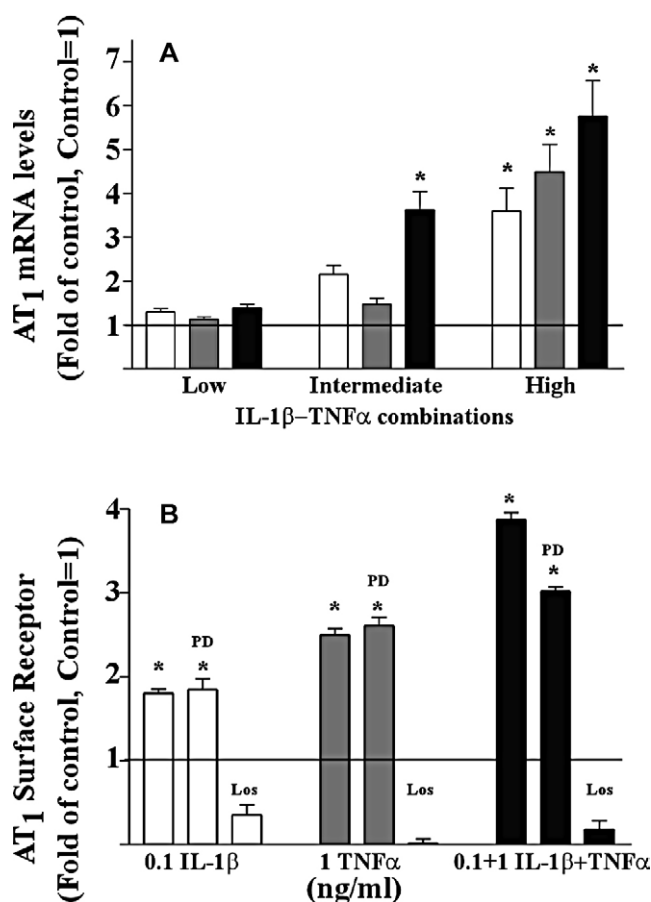 A
AT1 mRNA levels
(Fold of control, Control=1)
7
6
5
4
3
2
1
*
*
*
*
Low Intermediate High
IL-1β–TNFα combinations
B
AT1 Surface Receptor
(Fold of control, Control=1)
4
3
2
1
*
PD
*
Los
*
PD
*
Los
*
PD
*
Los
0.1 IL-1β 1 TNFα 0.1+1 IL-1β+TNFα
(ng/ml)